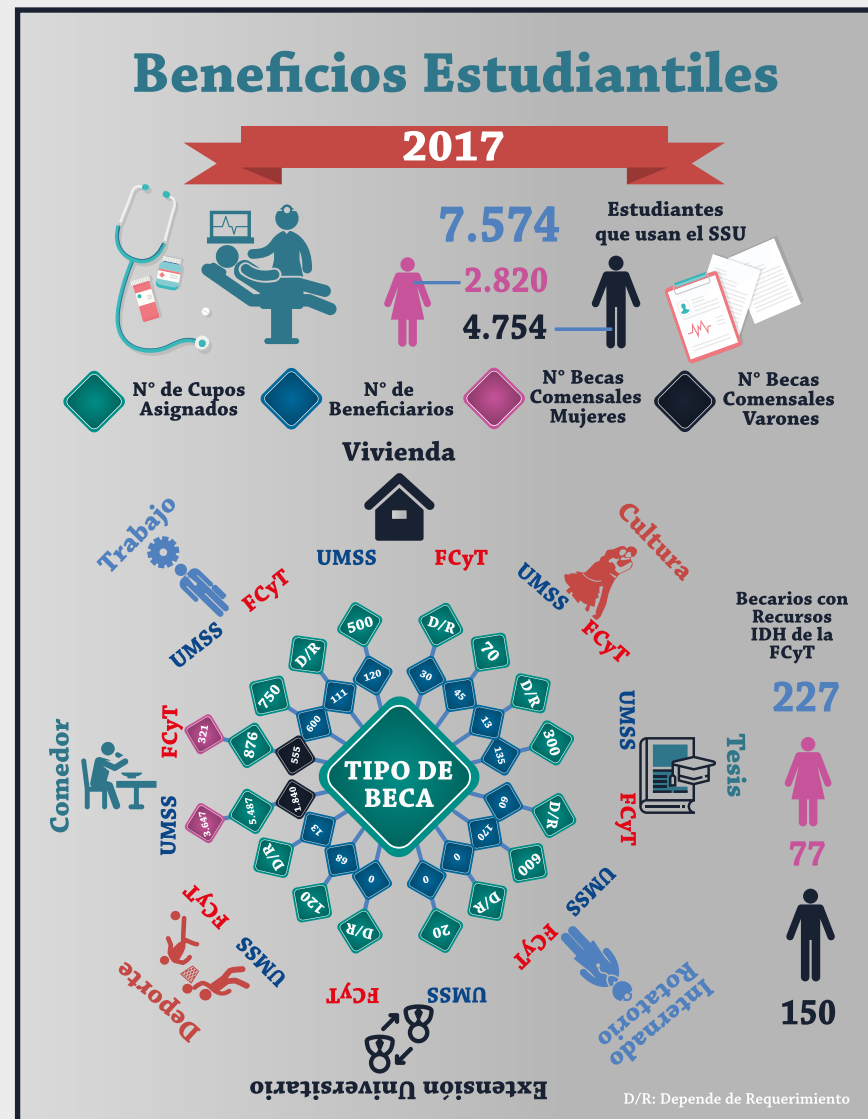 Beneficios Estudiantiles
2017
7.574
Estudiantes
que usan el SSU
2.820
4.754
N° de Cupos
Asignados
N° de
Beneficiarios
N° Becas
Comensales
Mujeres
N° Becas
Comensales
Varones
Vivienda
UMSS
FCyT
Trabajo
UMSS
FCyT
Cultura
UMSS
FCyT
Becarios con
Recursos
IDH de la
FCyT
227
77
150
Tesis
UMSS
FCyT
Comedor
FCyT
UMSS
500
D/R
120
30
D/R
70
111
45
750
D/R
600
13
321
876
555
300
135
TIPO DE
BECA
3.647
5.487
1.840
D/R
60
D/R
13
600
170
120
68
D/R
0
D/R
0
20
0
Internado
Rotatorio
UMSS
FCyT
Deporte
FCyT
UMSS
Extensión Universitario
UMSS
FCyT
D/R: Depende de Requerimiento